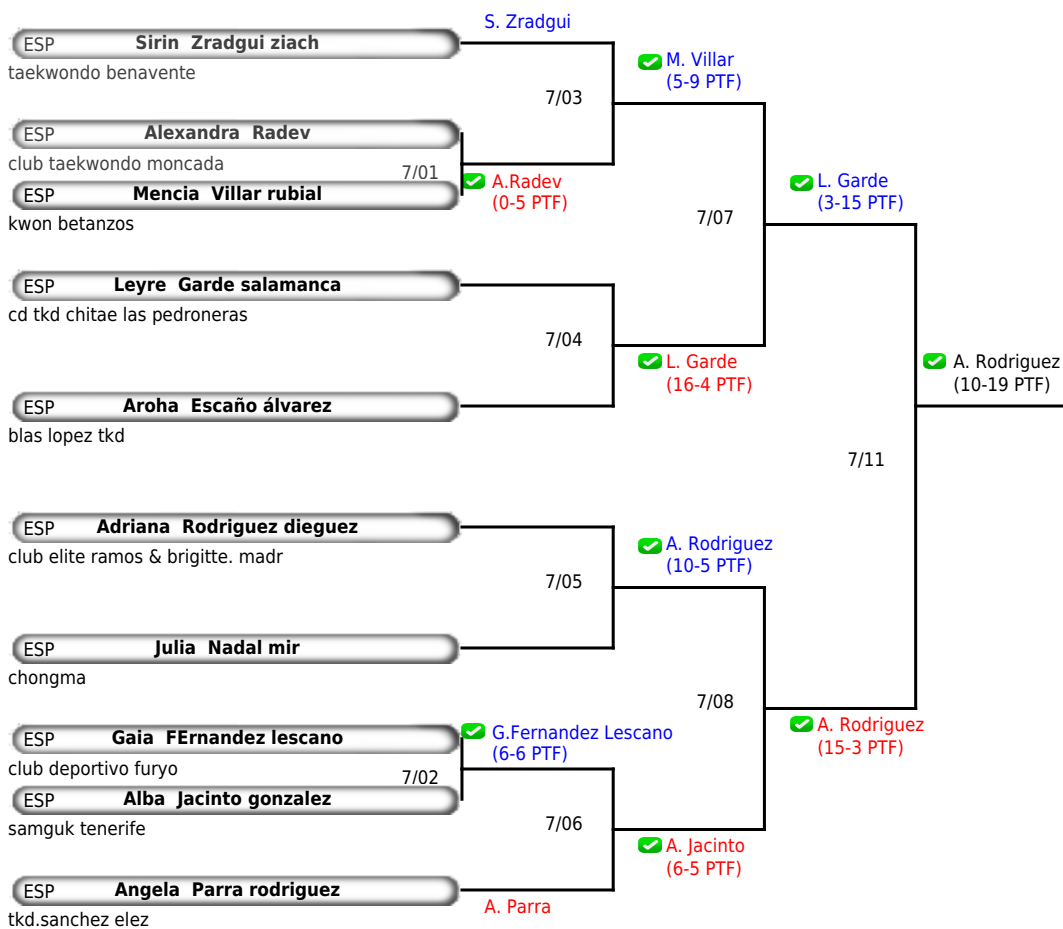 S. Zradgui
ESP Sirin Zradgui ziach
taekwondo benavente
M. Villar
(5-9 PTF)
7/03
ESP Alexandra Radev
club taekwondo moncada
7/01
A.Radev
(0-5 PTF)
ESP Mencia Villar rubial
kwon betanzos
L. Garde
(3-15 PTF)
7/07
ESP Leyre Garde salamanca
cd tkd chitae las pedroneras
7/04
L. Garde
(16-4 PTF)
A. Rodriguez
(10-19 PTF)
ESP Aroha Escaño álvarez
blas lopez tkd
7/11
ESP Adriana Rodriguez dieguez
club elite ramos & brigitte. madr
A. Rodriguez
(10-5 PTF)
7/05
ESP Julia Nadal mir
chongma
7/08
A. Rodriguez
(15-3 PTF)
ESP Gaia FErnandez lescano
club deportivo furyo
G.Fernandez Lescano
(6-6 PTF)
7/02
ESP Alba Jacinto gonzalez
samguk tenerife
7/06
A. Jacinto
(6-5 PTF)
ESP Angela Parra rodriguez
tkd.sanchez elez
A. Parra